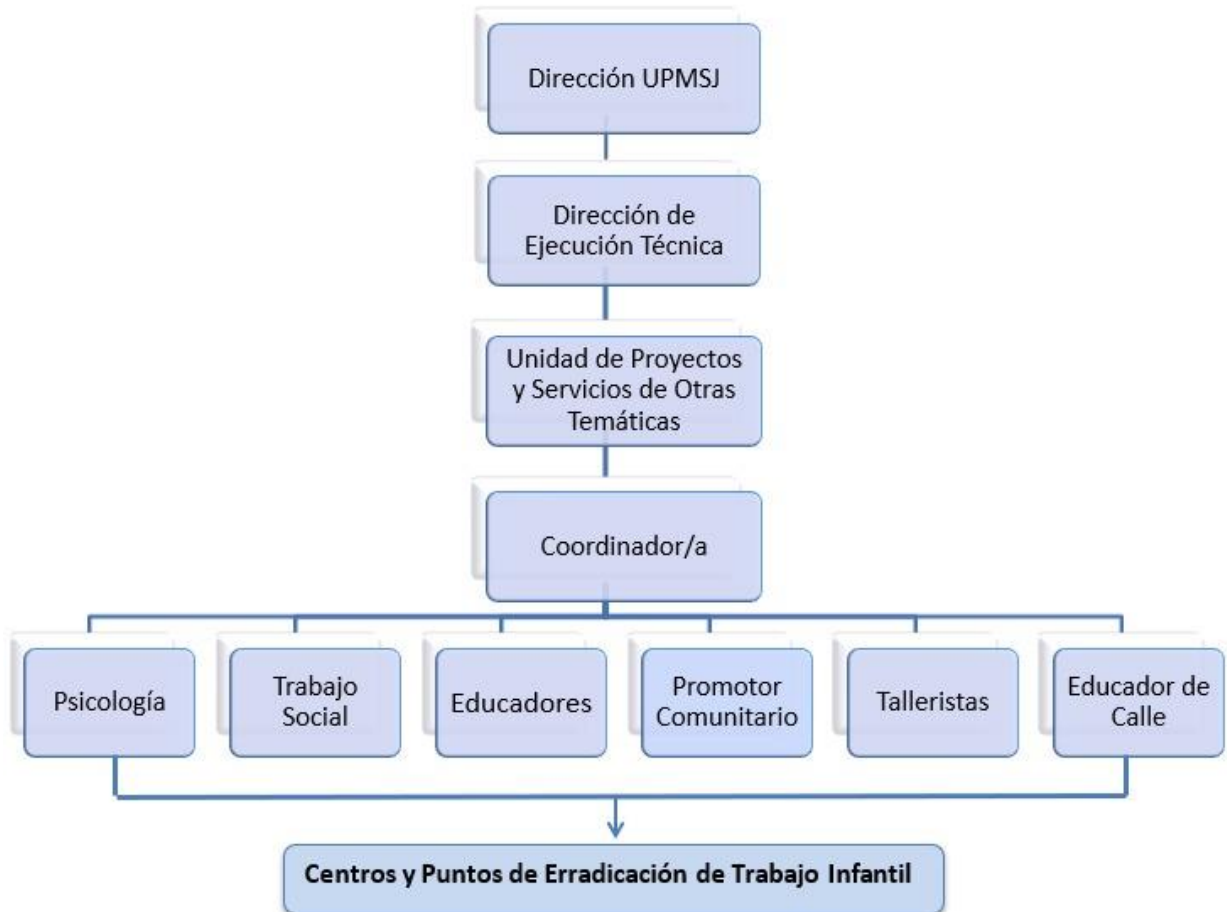 Dirección UPMSJ
Dirección de
Ejecución Técnica
Unidad de Proyectos
y Servicios de Otras
Temáticas
Coordinador/a
Psicología
Trabajo
Social
Educadores
Promotor
Comunitario
Talleristas
Educador de
Calle
Centros y Puntos de Erradicación de Trabajo Infantil